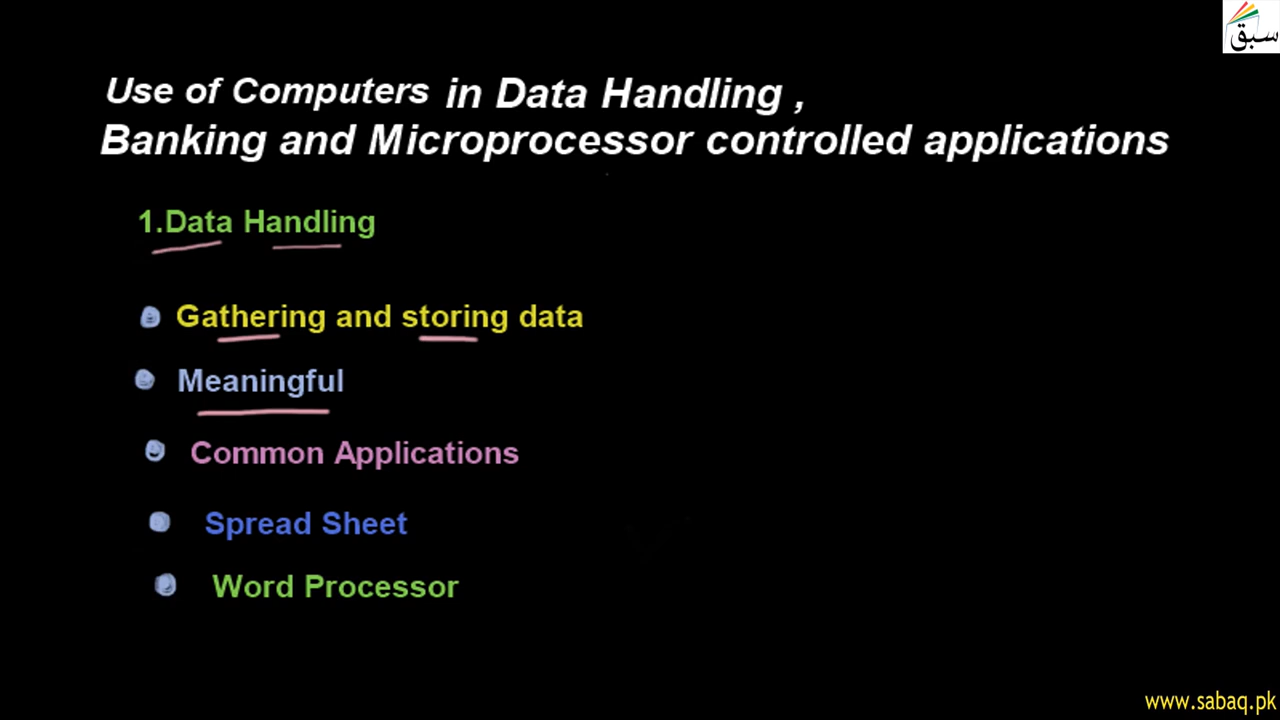 سبق
Use of Computers in Data Handling ,
Banking and Microprocessor controlled applications
1.Data Handling
Gathering and storing data
Meaningful
Common Applications
Spread Sheet
Word Processor
www.sabaq.pk